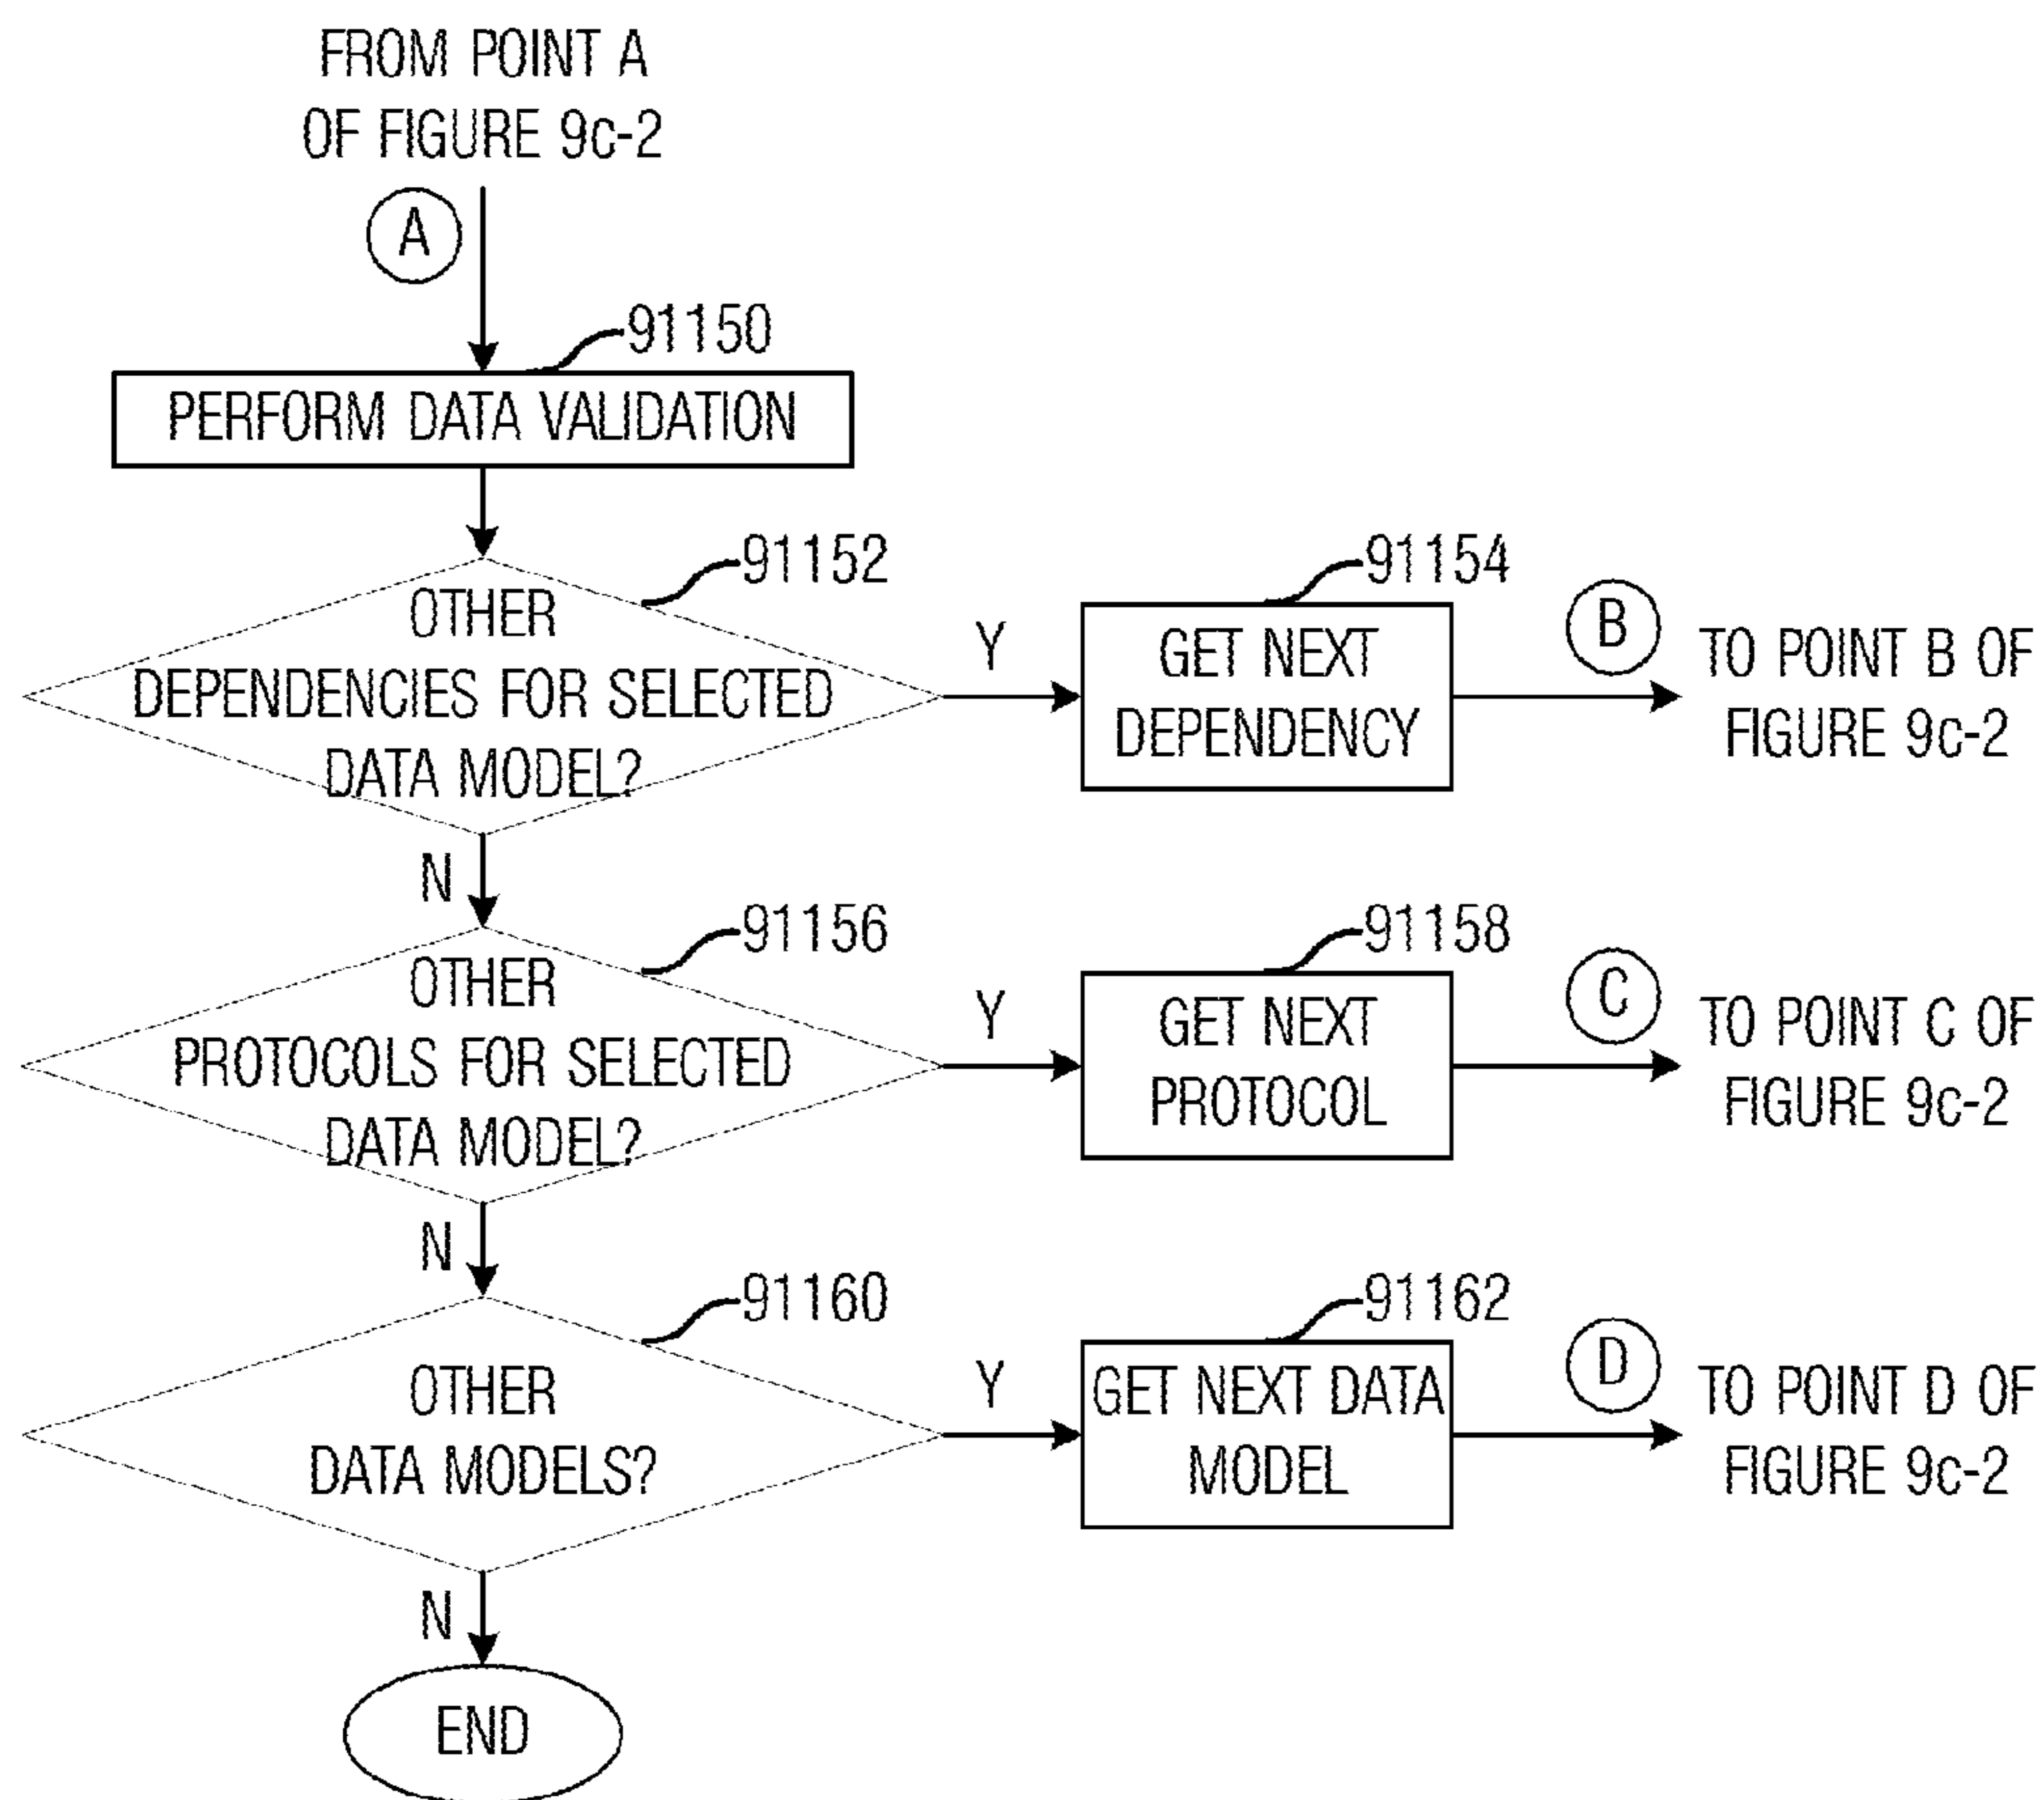 FROM POINT A
OF FIGURE 9c-2
A
91150
PERFORM DATA VALIDATION
91152
OTHER
DEPENDENCIES FOR SELECTED
DATA MODEL?
Y
91154
GET NEXT
DEPENDENCY
B
TO POINT B OF
FIGURE 9c-2
N
91156
OTHER
PROTOCOLS FOR SELECTED
DATA MODEL?
Y
91158
GET NEXT
PROTOCOL
C
TO POINT C OF
FIGURE 9c-2
N
91160
OTHER
DATA MODELS?
Y
91162
GET NEXT DATA
MODEL
D
TO POINT D OF
FIGURE 9c-2
N
END